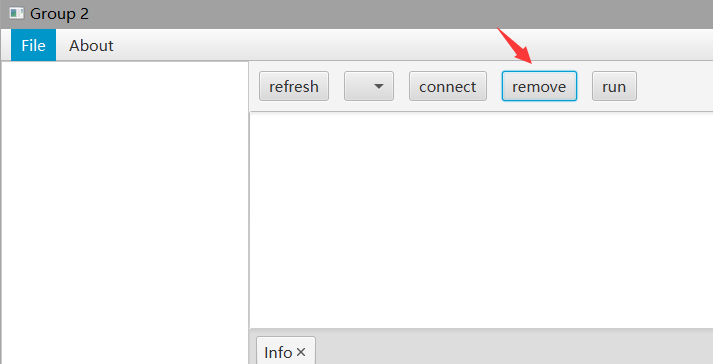 Group 2
File About
refresh connect remove run
Info